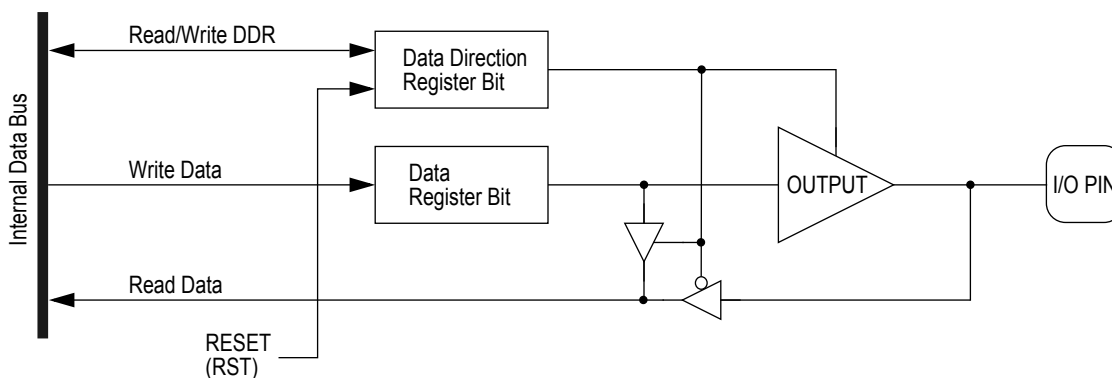 Read/Write DDR
Data Direction
Register Bit
Internal Data Bus
Write Data
Data
Register Bit
OUTPUT
I/O PIN
Read Data
RESET
(RST)